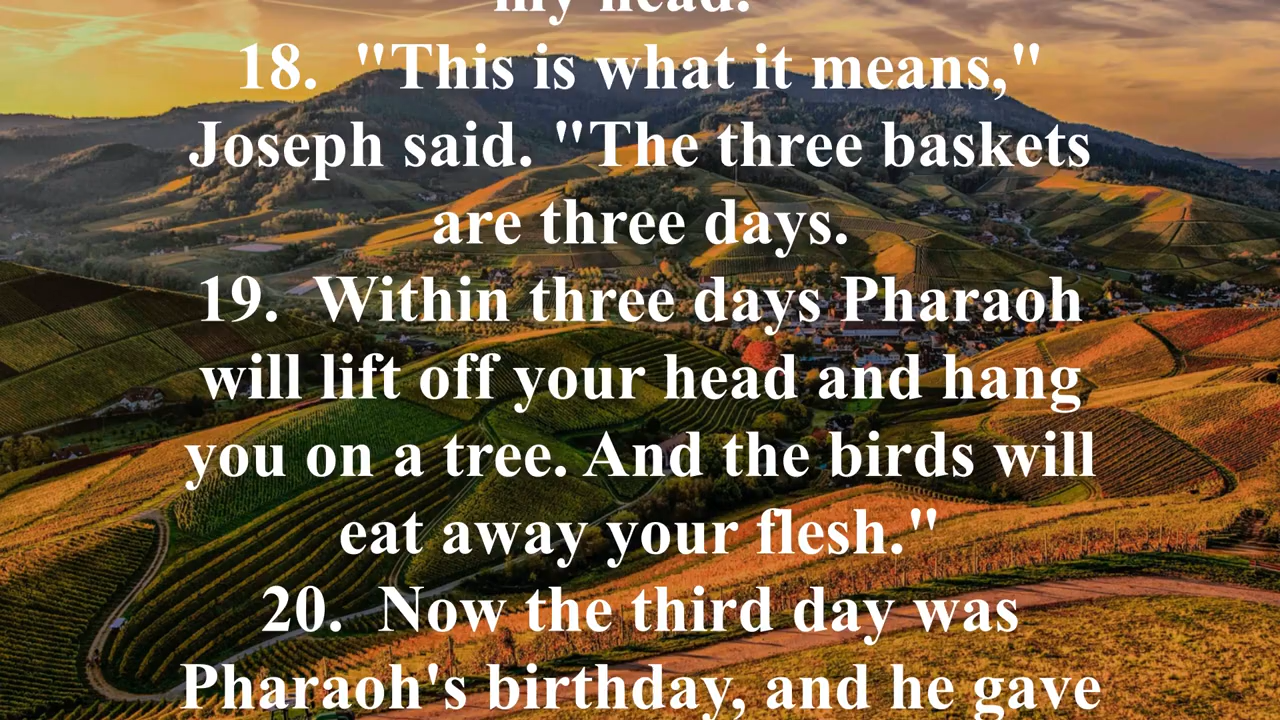 my head."
18.  "This is what it means,"
Joseph said. "The three baskets
are three days.
19.  Within three days Pharaoh
will lift off your head and hang
you on a tree. And the birds will
eat away your flesh."
20.  Now the third day was
Pharaoh's birthday, and he gave